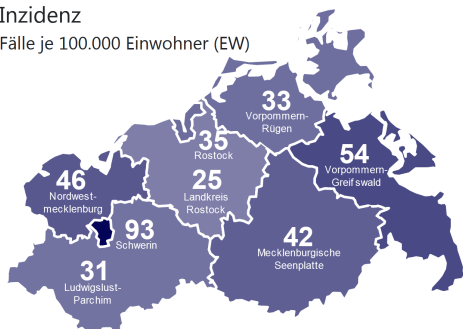 Inzidenz
Fälle je 100.000 Einwohner (EW)
33
Vorpommern-
Rügen
35
Rostock
54
Vorpommern-
Greifswald
46
Nordwest-
mecklenburg
25
Landkreis
Rostock
93
Schwerin
42
Mecklenburgische
Seenplatte
31
Ludwigslust-
Parchim